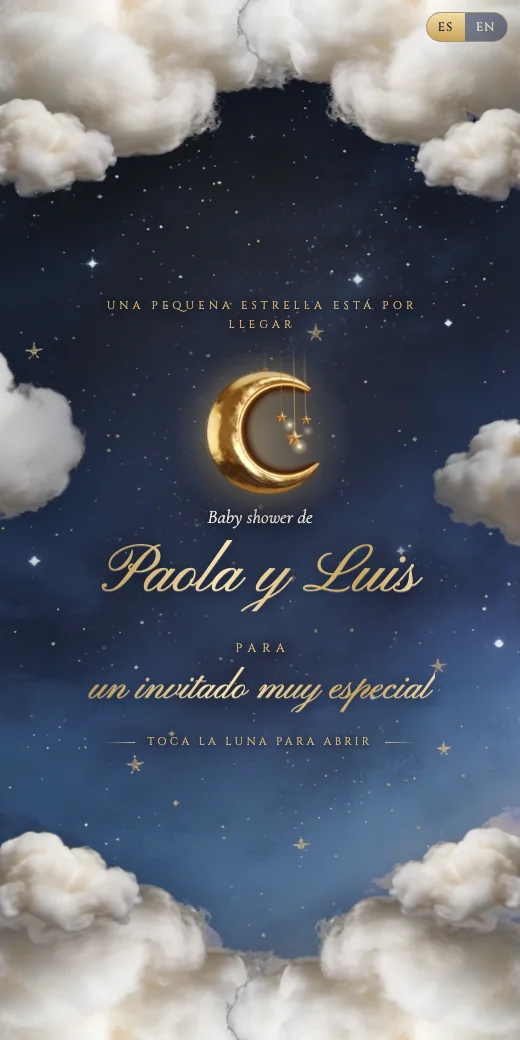 ES EN
UNA PEQUEÑA ESTRELLA ESTÁ POR
LLEGAR
Baby shower de
Paola y Luis
PARA
un invitado muy especial
TOCA LA LUNA PARA ABRIR